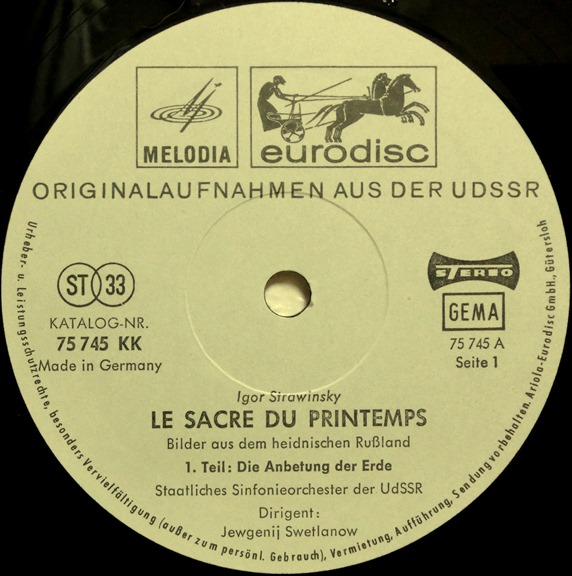 MELODIA
eurodisc
ORIGINALAUFNAHMEN AUS DER UDSSR
ST 33
KATALOG-NR.
75 745 KK
Made in Germany
STEREO
GEMA
75 745 A
Seite 1
Igor Strawinsky
LE SACRE DU PRINTEMPS
Bilder aus dem heidnischen Rußland
1. Teil: Die Anbetung der Erde
Staatliches Sinfonieorchester der UdSSR
Dirigent:
Jewgenij Swetlanow
Urheber- u. Leistungsschutzrechte, besonders Vervielfältigung (außer zum persönl. Gebrauch), Vermietung, Aufführung, Sendung vorbehalten. Ariola-Eurodisc GmbH., Gütersloh